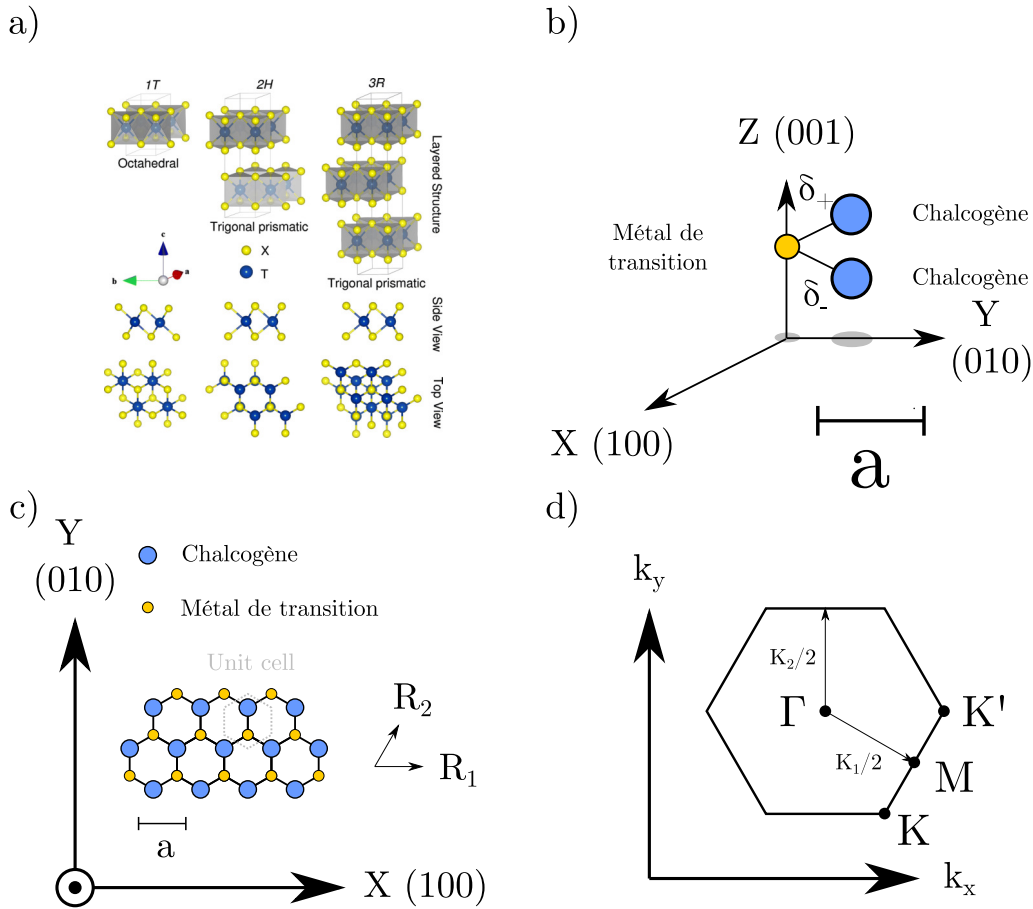 a)
1T
2H
3R
Octahedral
Trigonal prismatic
Trigonal prismatic
Layered Structure
Side View
Top View
X
T
c
b
a
b)
Z (001)
δ+
δ-
Métal de
transition
Chalcogène
Chalcogène
Y
(010)
X (100)
a
c)
Y
(010)
Chalcogène
Métal de transition
Unit cell
R2
R1
a
X (100)
d)
ky
K2/2
Γ
K'
K1/2
M
K
kx